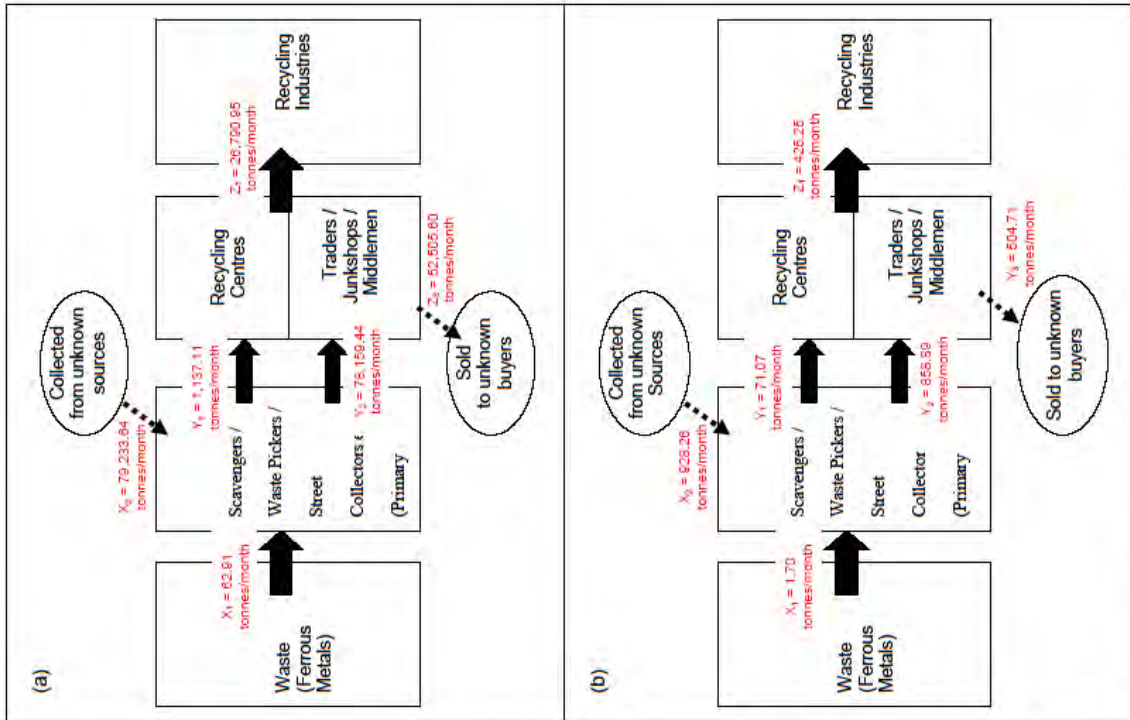 (a)
Waste
(Ferrous
Metals)
X₁ = 62.91
tonnes/month
Collected
from unknown
sources
X₂ = 79,233.64
tonnes/month
Scavengers /
Waste Pickers /
Street
Collectors
(Primary
Y₁ = 1,137.11
tonnes/month
Y₂ = 78,159.44
tonnes/month
Recycling
Centres
Traders /
Junkshops /
Middlemen
Z₁ = 26,790.95
tonnes/month
Recycling
Industries
Z₂ = 52,505.60
tonnes/month
Sold
to unknown
buyers
(b)
Waste
(Ferrous
Metals)
X₁ = 1.70
tonnes/month
Collected
from unknown
Sources
X₂ = 928.26
tonnes/month
Scavengers /
Waste Pickers /
Street
Collector
(Primary
Y₁ = 71.07
tonnes/month
Y₂ = 858.89
tonnes/month
Recycling
Centres
Traders /
Junkshops /
Middlemen
Z₁ = 425.25
tonnes/month
Recycling
Industries
Y₃ = 504.71
tonnes/month
Sold to unknown
buyers